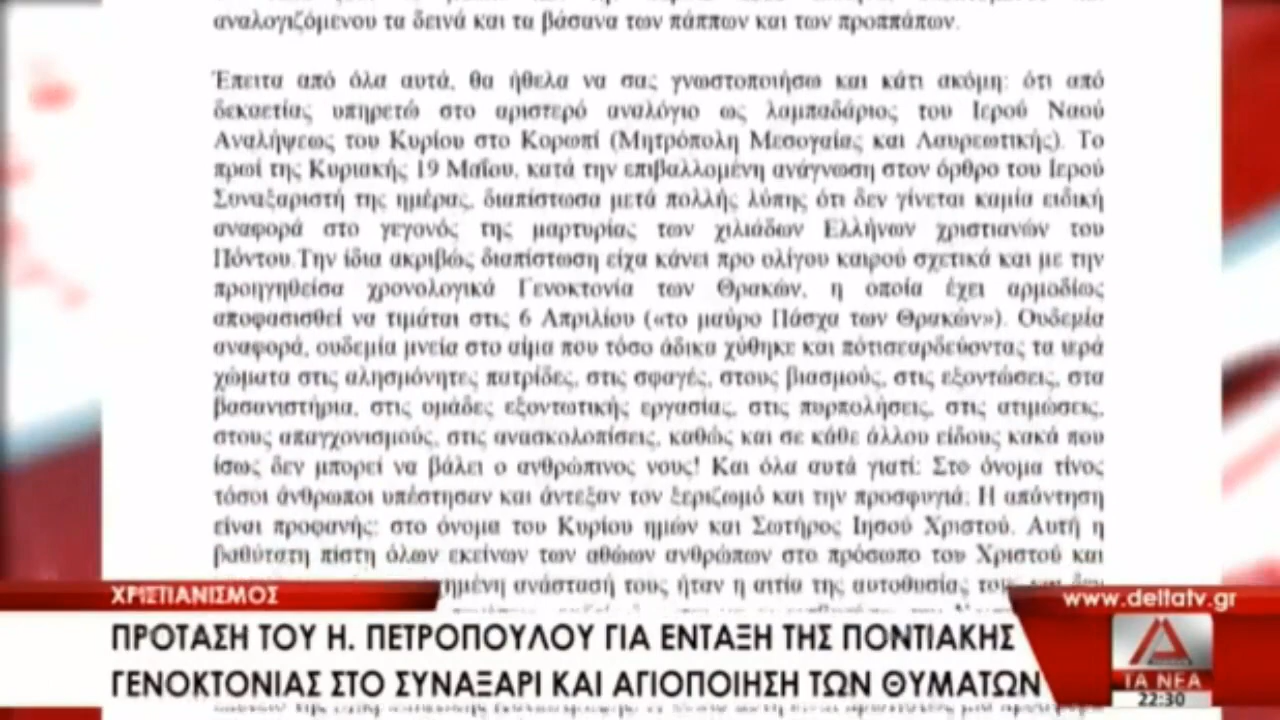 αναλογιζόμενου τα δεινά και τα βάσανα των πάππων και των προππάπων.
Έπειτα από όλα αυτά, θα ήθελα να σας γνωστοποιήσω και κάτι ακόμη: ότι από
δεκαετίας υπηρετώ στο αριστερό αναλόγιο ως λαμπαδάριος του Ιερού Ναού
Αναλήψεως του Κυρίου στο Κορωπί (Μητρόπολη Μεσογαίας και Λαυρεωτικής). Το
πρωί της Κυριακής 19 Μαΐου, κατά την επιβαλλομένη ανάγνωση στον όρθρο του Ιερού
Συναξαριστή της ημέρας, διαπίστωσα μετά πολλής λύπης ότι δεν γίνεται καμία ειδική
αναφορά στο γεγονός της μαρτυρίας των χιλιάδων Ελλήνων χριστιανών του
Πόντου.Την ίδια ακριβώς διαπίστωση είχα κάνει προ ολίγου καιρού σχετικά και με την
προηγηθείσα χρονολογικά Γενοκτονία των Θρακών, η οποία έχει αρμοδίως
αποφασισθεί να τιμάται στις 6 Απριλίου («το μαύρο Πάσχα των Θρακών»). Ουδεμία
αναφορά, ουδεμία μνεία στο αίμα που τόσο άδικα χύθηκε και πότισεαρδεύοντας τα ιερά
χώματα στις αλησμόνητες πατρίδες, στις σφαγές, στους βιασμούς, στις εξοντώσεις, στα
βασανιστήρια, στις ομάδες εξοντωτικής εργασίας, στις πυρπολήσεις, στις ατιμώσεις,
στους απαγχονισμούς, στις ανασκολοπίσεις, καθώς και σε κάθε άλλου είδους κακά που
ίσως δεν μπορεί να βάλει ο ανθρώπινος νους! Και όλα αυτά γιατί; Στο όνομα τίνος
τόσοι άνθρωποι υπέστησαν και άντεξαν τον ξεριζωμό και την προσφυγιά; Η απάντηση
είναι προφανής: στο όνομα του Κυρίου ημών και Σωτήρος Ιησού Χριστού. Αυτή η
βαθύτατη πίστη όλων εκείνων των αθώων ανθρώπων στο πρόσωπο του Χριστού και
ανάστασή τους ήταν η αιτία της αυτοθυσίας
ΧΡΙΣΤΙΑΝΙΣΜΟΣ
www.deltatv.gr
ΠΡΟΤΑΣΗ ΤΟΥ Η. ΠΕΤΡΟΠΟΥΛΟΥ ΓΙΑ ΕΝΤΑΞΗ ΤΗΣ ΠΟΝΤΙΑΚΗΣ
ΓΕΝΟΚΤΟΝΙΑΣ ΣΤΟ ΣΥΝΑΞΑΡΙ ΚΑΙ ΑΓΙΟΠΟΙΗΣΗ ΤΩΝ ΘΥΜΑΤΩΝ
ΤΑ ΝΕΑ
22:30